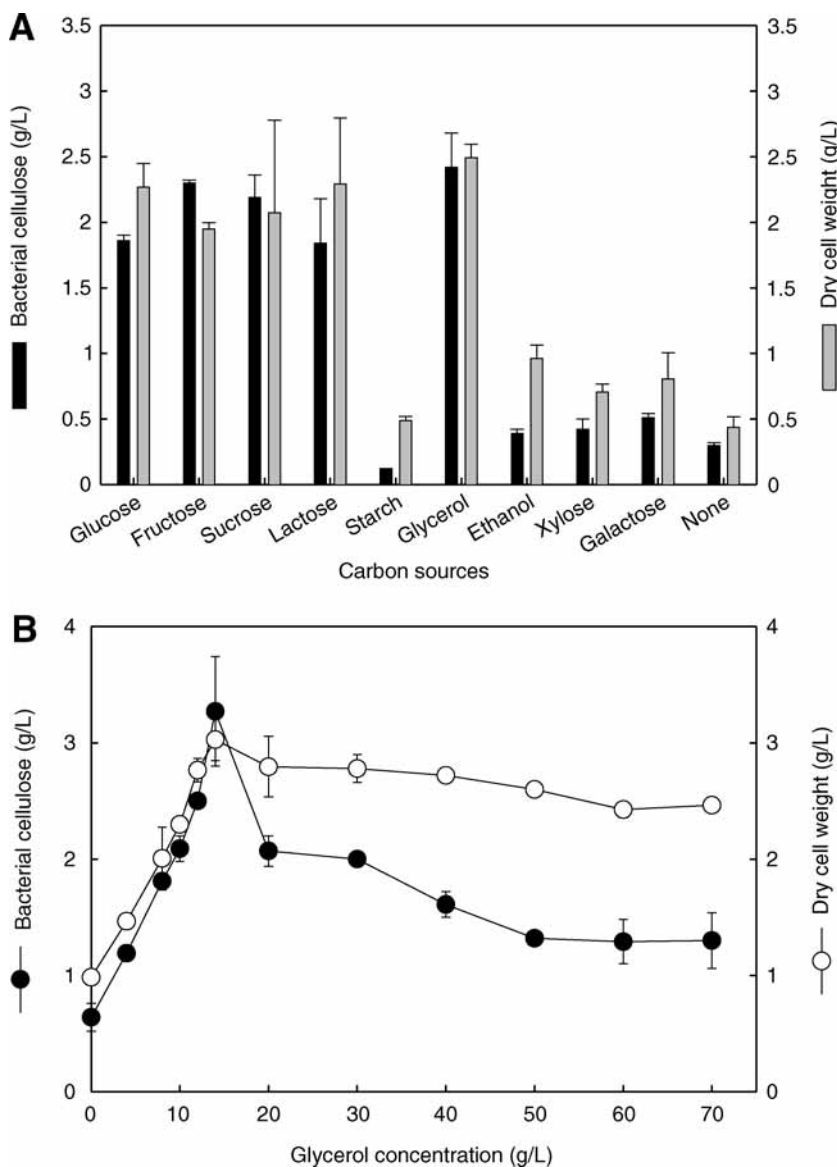 A
Bacterial cellulose (g/L)
3.5
3
2.5
2
1.5
1
0.5
0
3.5
3
2.5
2
1.5
1
0.5
0
Dry cell weight (g/L)
Glucose
Fructose
Sucrose
Lactose
Starch
Glycerol
Ethanol
Xylose
Galactose
None
Carbon sources
B
Bacterial cellulose (g/L)
4
3
2
1
0
4
3
2
1
0
Dry cell weight (g/L)
0 10 20 30 40 50 60 70
Glycerol concentration (g/L)